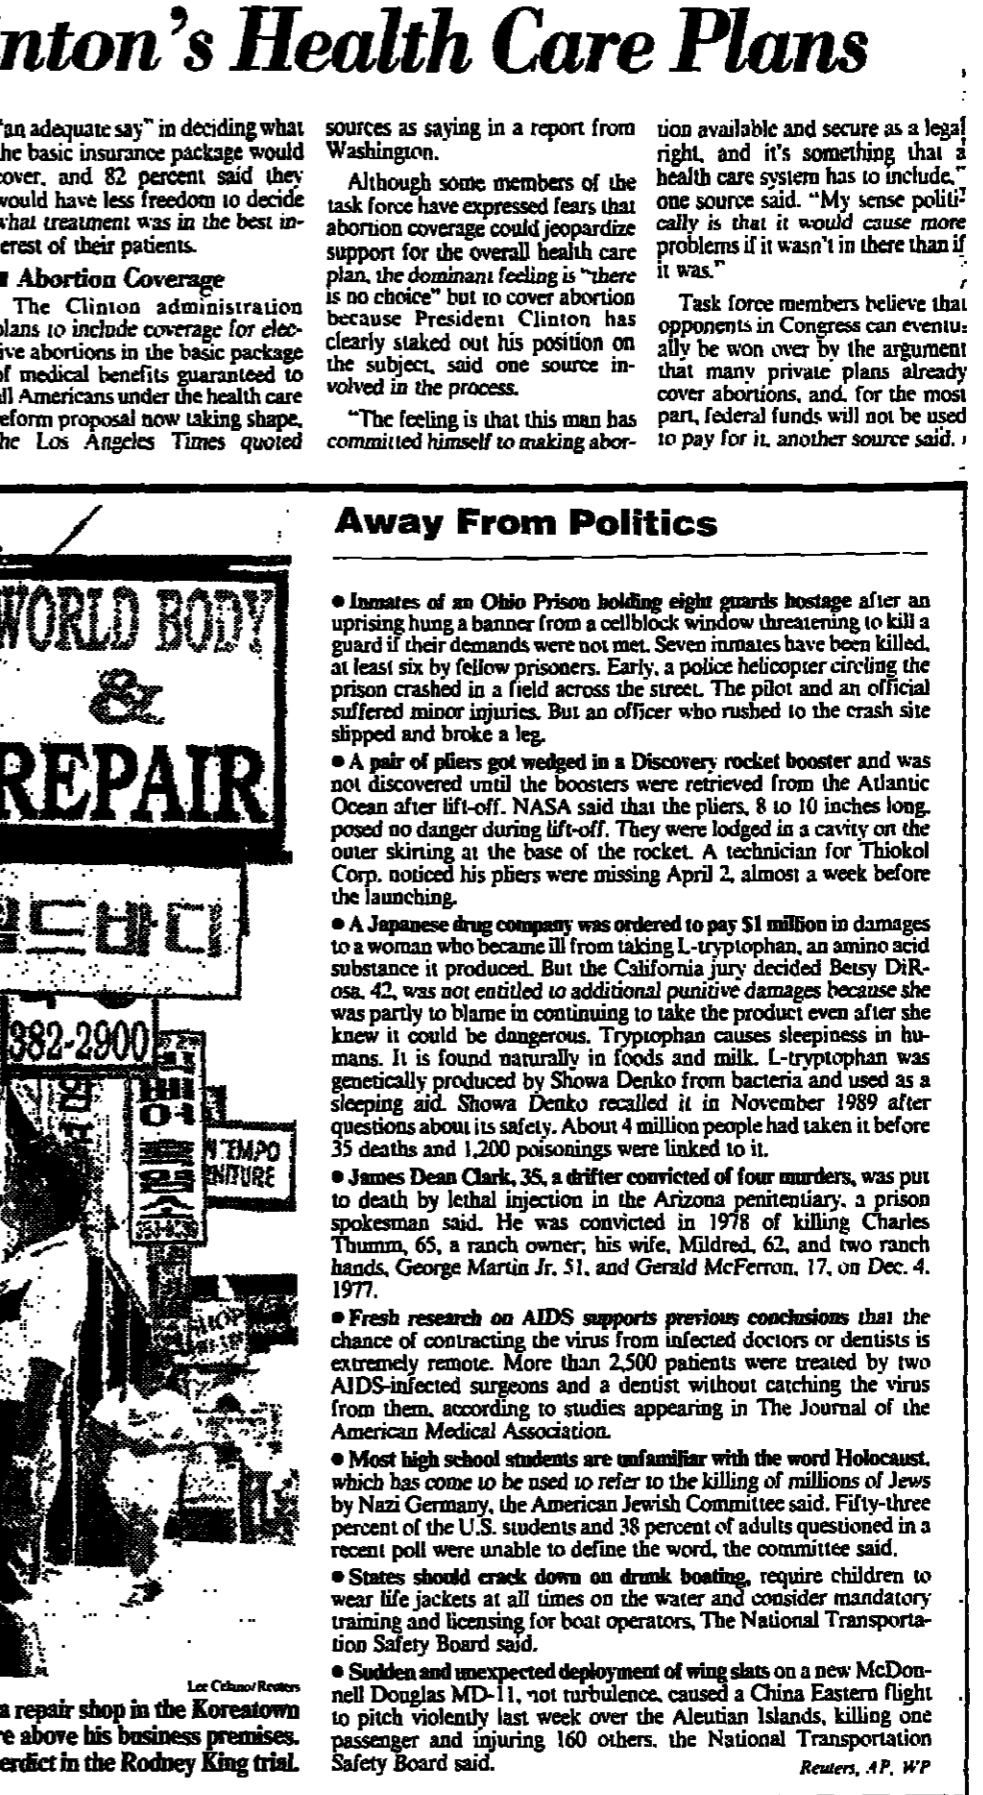 nton's Health Care Plans
"an adequate say" in deciding what
he basic insurance package would
cover, and 82 percent said they
would have less freedom to decide
what treatment was in the best in-
erest of their patients.
■ Abortion Coverage
The Clinton administration
plans to include coverage for elec-
ive abortions in the basic package
of medical benefits guaranteed to
all Americans under the health care
reform proposal now taking shape,
he Los Angeles Times quoted
sources as saying in a report from
Washington.
Although some members of the
task force have expressed fears that
abortion coverage could jeopardize
support for the overall health care
plan, the dominant feeling is "there
is no choice" but to cover abortion
because President Clinton has
clearly staked out his position on
the subject, said one source in-
volved in the process.
"The feeling is that this man has
committed himself to making abor-
tion available and secure as a legal
right, and it's something that a
health care system has to include,"
one source said. "My sense politi-
cally is that it would cause more
problems if it wasn't in there than if
it was."
Task force members believe that
opponents in Congress can eventu-
ally be won over by the argument
that many private plans already
cover abortions, and, for the most
part, federal funds will not be used
to pay for it, another source said.
WORLD BODY
&
REPAIR
드바디
382-2900
TEMPO
NITURE
SHOP
Lee Celano/Reuters
a repair shop in the Koreatown
re above his business premises.
erdict in the Rodney King trial.
Away From Politics
● Inmates of an Ohio Prison holding eight guards hostage after an
uprising hung a banner from a cellblock window threatening to kill a
guard if their demands were not met. Seven inmates have been killed,
at least six by fellow prisoners. Early, a police helicopter circling the
prison crashed in a field across the street. The pilot and an official
suffered minor injuries. But an officer who rushed to the crash site
slipped and broke a leg.
● A pair of pliers got wedged in a Discovery rocket booster and was
not discovered until the boosters were retrieved from the Atlantic
Ocean after lift-off. NASA said that the pliers, 8 to 10 inches long,
posed no danger during lift-off. They were lodged in a cavity on the
outer skirting at the base of the rocket. A technician for Thiokol
Corp. noticed his pliers were missing April 2, almost a week before
the launching.
● A Japanese drug company was ordered to pay $1 million in damages
to a woman who became ill from taking L-tryptophan, an amino acid
substance it produced. But the California jury decided Betsy DiR-
osa, 42, was not entitled to additional punitive damages because she
was partly to blame in continuing to take the product even after she
knew it could be dangerous. Tryptophan causes sleepiness in hu-
mans. It is found naturally in foods and milk. L-tryptophan was
genetically produced by Showa Denko from bacteria and used as a
sleeping aid. Showa Denko recalled it in November 1989 after
questions about its safety. About 4 million people had taken it before
35 deaths and 1,200 poisonings were linked to it.
● James Dean Clark, 35, a drifter convicted of four murders, was put
to death by lethal injection in the Arizona penitentiary, a prison
spokesman said. He was convicted in 1978 of killing Charles
Thumm, 65, a ranch owner; his wife, Mildred, 62, and two ranch
hands, George Martin Jr, 51, and Gerald McFerron, 17, on Dec. 4,
1977.
● Fresh research on AIDS supports previous conclusions that the
chance of contracting the virus from infected doctors or dentists is
extremely remote. More than 2,500 patients were treated by two
AIDS-infected surgeons and a dentist without catching the virus
from them, according to studies appearing in The Journal of the
American Medical Association.
● Most high school students are unfamiliar with the word Holocaust,
which has come to be used to refer to the killing of millions of Jews
by Nazi Germany, the American Jewish Committee said. Fifty-three
percent of the U.S. students and 38 percent of adults questioned in a
recent poll were unable to define the word, the committee said.
● States should crack down on drunk boating, require children to
wear life jackets at all times on the water and consider mandatory
training and licensing for boat operators, The National Transporta-
tion Safety Board said.
● Sudden and unexpected deployment of wing slats on a new McDon-
nell Douglas MD-11, not turbulence, caused a China Eastern flight
to pitch violently last week over the Aleutian Islands, killing one
passenger and injuring 160 others, the National Transportation
Safety Board said.
Reuters, AP, WP